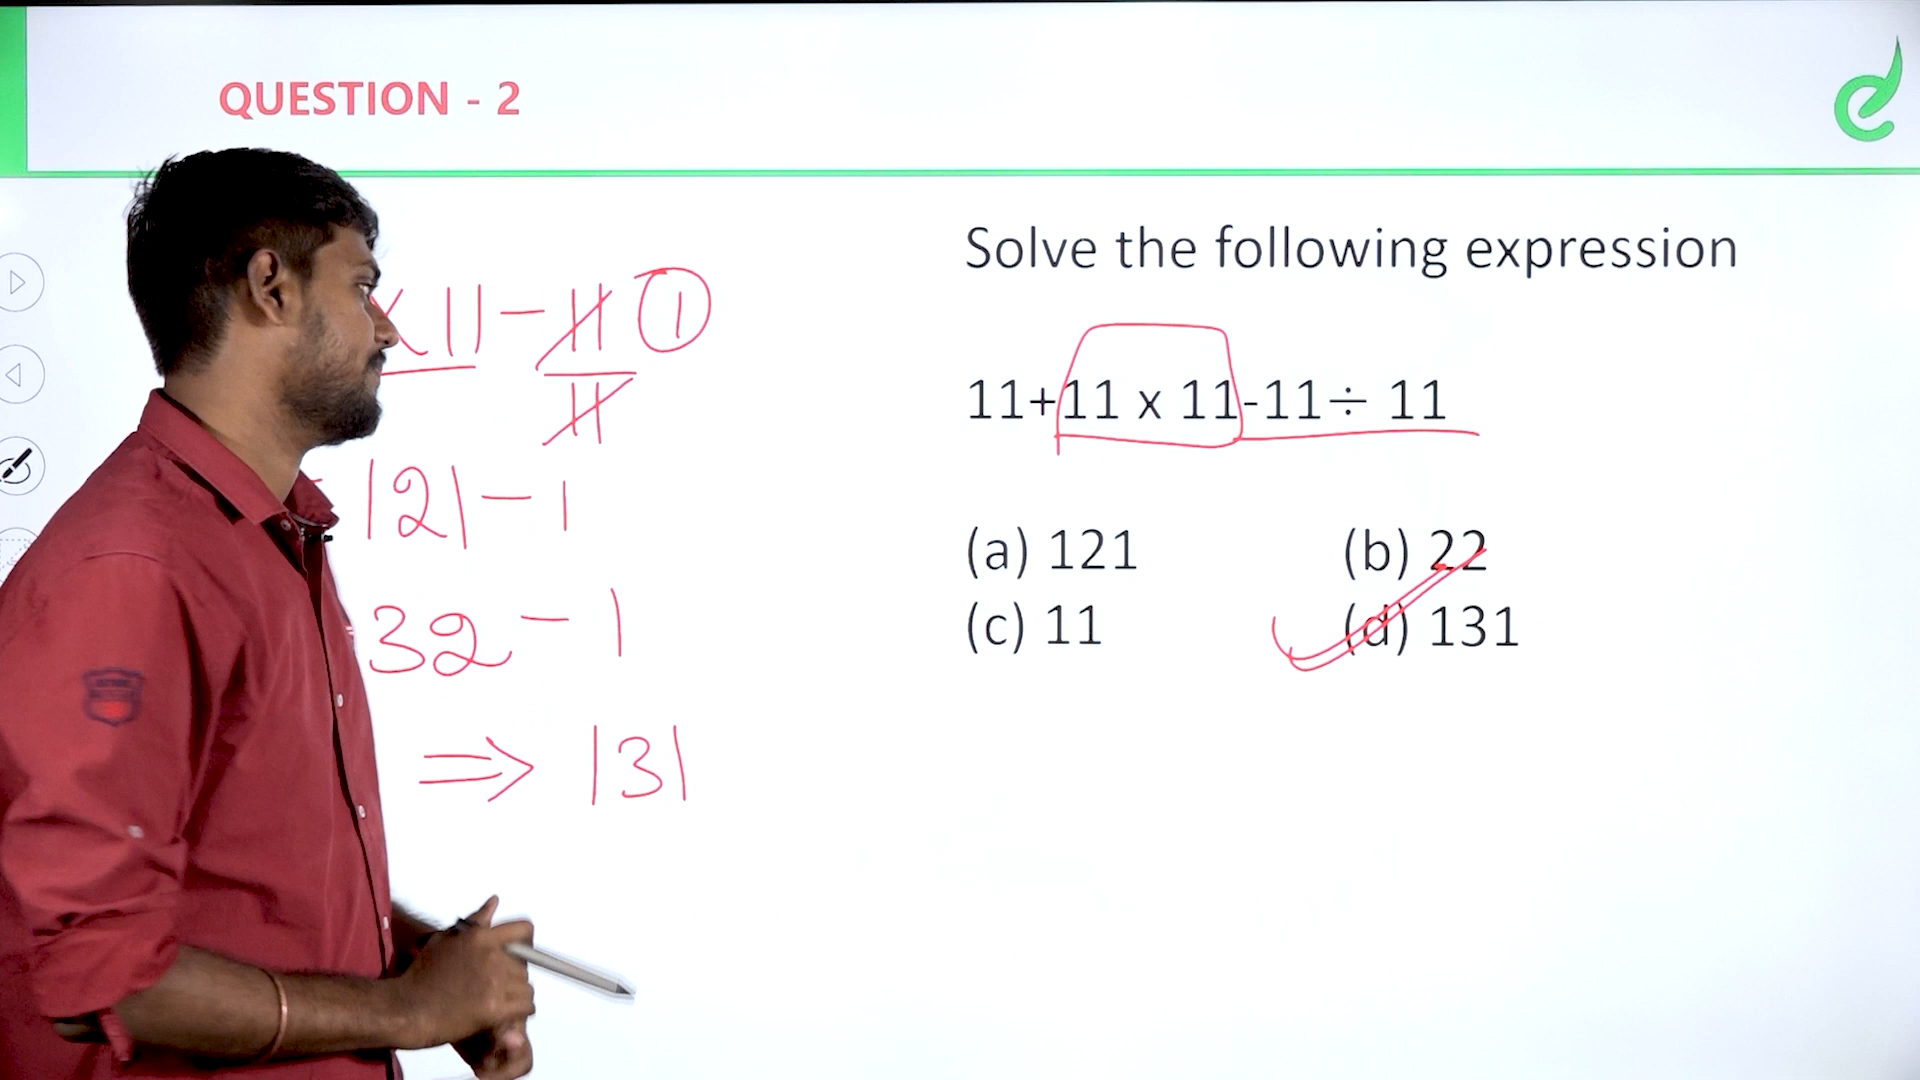 QUESTION - 2
Solve the following expression
11+11 x 11-11÷ 11
(a) 121 (b) 22
(c) 11 (d) 131
x 11 - 11 1
11
121 - 1
32 - 1
⇒ 131